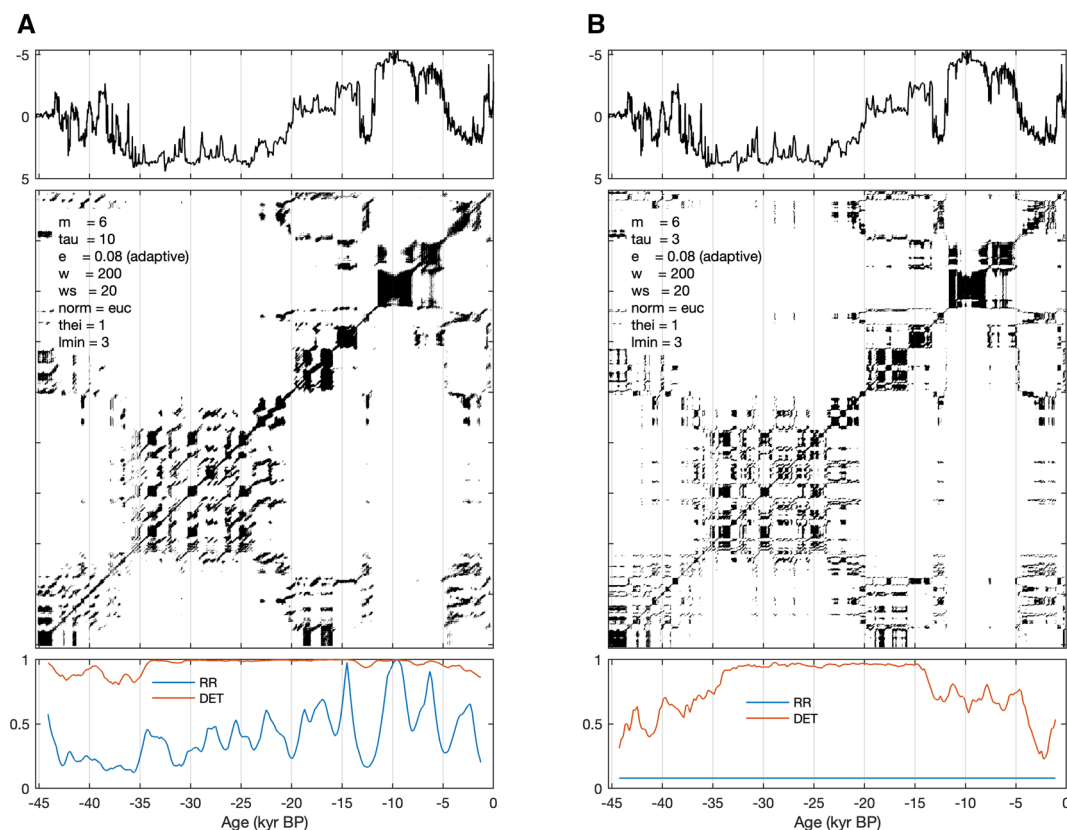 A
B
-5
0
5
-5
0
5
m = 6
tau = 10
e = 0.08 (adaptive)
w = 200
ws = 20
norm = euc
thei = 1
lmin = 3
m = 6
tau = 3
e = 0.08 (adaptive)
w = 200
ws = 20
norm = euc
thei = 1
lmin = 3
1
0.5
0
RR
DET
-45 -40 -35 -30 -25 -20 -15 -10 -5 0
Age (kyr BP)
1
0.5
0
RR
DET
-45 -40 -35 -30 -25 -20 -15 -10 -5 0
Age (kyr BP)